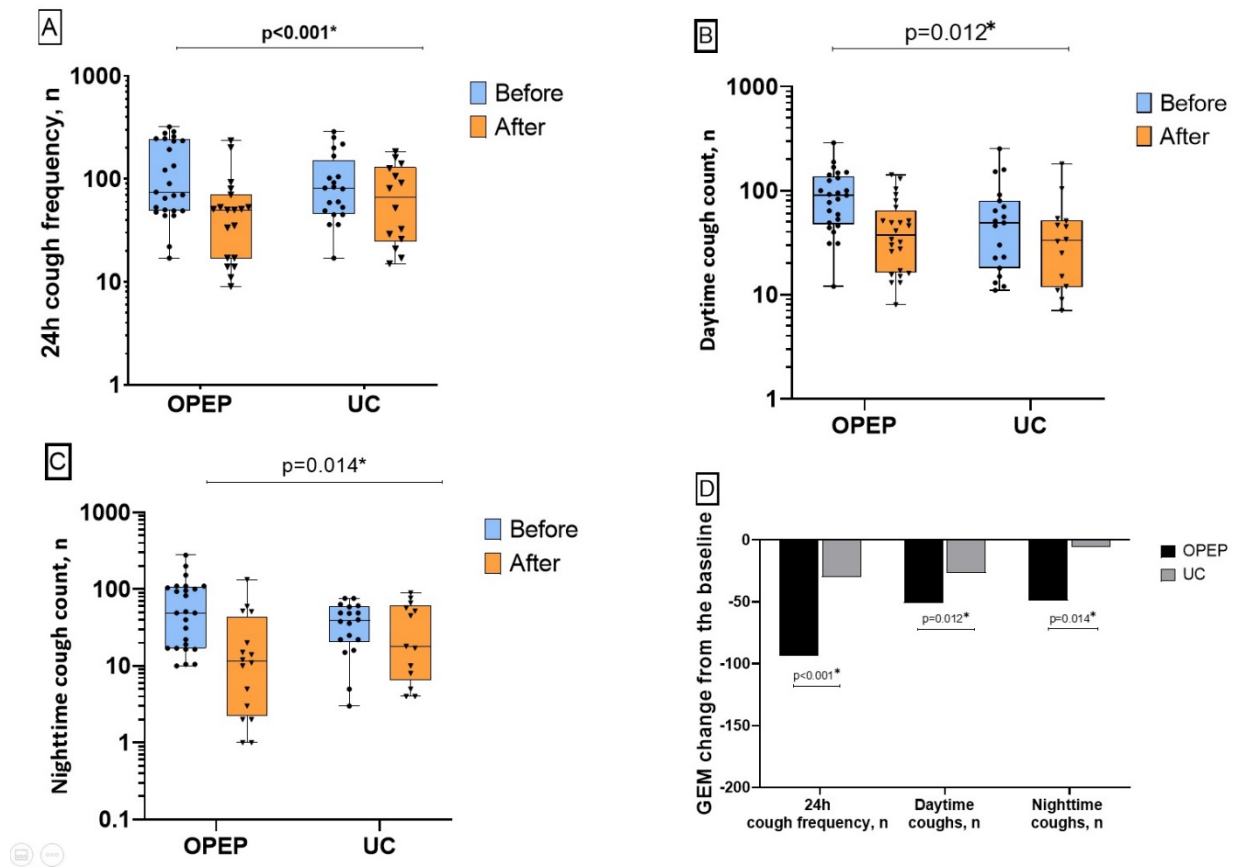 A
p<0.001*
24h cough frequency, n
1000
100
10
1
OPEP
UC
Before
After
B
p=0.012*
Daytime cough count, n
1000
100
10
1
OPEP
UC
Before
After
C
p=0.014*
Nighttime cough count, n
1000
100
10
1
0.1
OPEP
UC
Before
After
D
GEM change from the baseline
0
-50
-100
-150
-200
p<0.001*
p=0.012*
p=0.014*
24h
cough frequency, n
Daytime
coughs, n
Nighttime
coughs, n
OPEP
UC